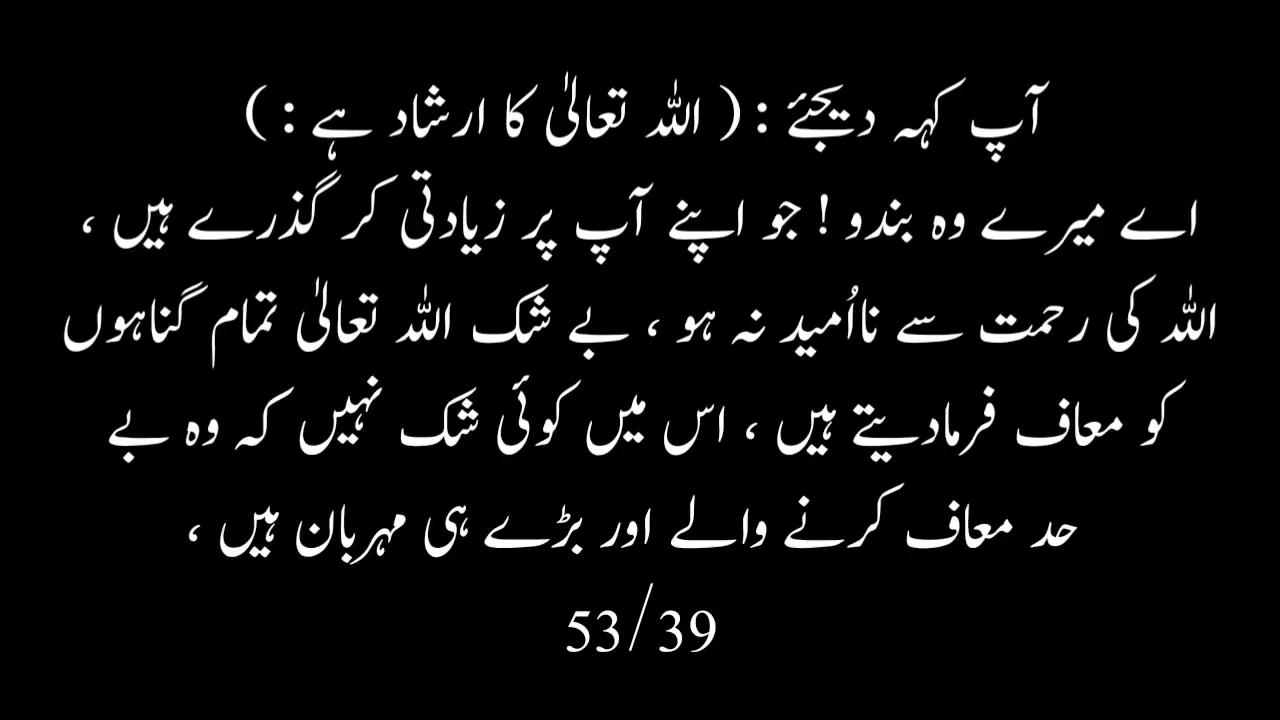 آپ کہہ دیجئے : ( اللہ تعالیٰ کا ارشاد ہے : )
اے میرے وہ بندو ! جو اپنے آپ پر زیادتی کر گذرے ہیں ،
اللہ کی رحمت سے نااُمید نہ ہو ، بے شک اللہ تعالیٰ تمام گناہوں
کو معاف فرمادیتے ہیں ، اس میں کوئی شک نہیں کہ وہ بے
حد معاف کرنے والے اور بڑے ہی مہربان ہیں ،
53/39